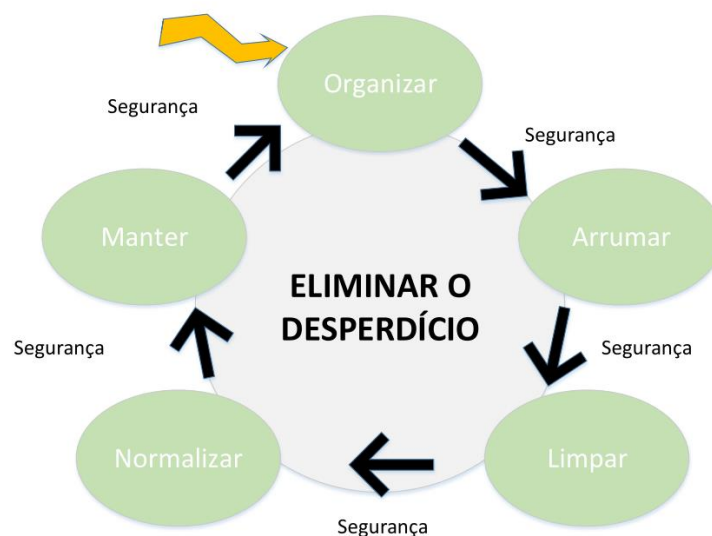 Organizar
Segurança
Segurança
Manter
Arrumar
ELIMINAR O
DESPERDÍCIO
Segurança
Segurança
Normalizar
Limpar
Segurança